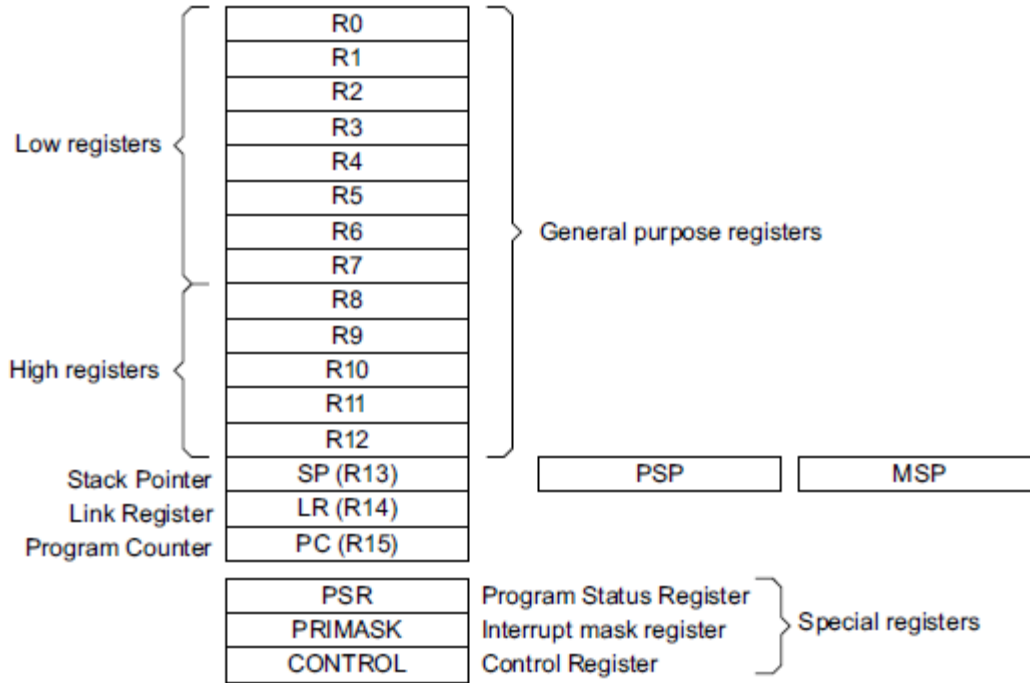 R0
R1
R2
R3
Low registers
R4
R5
R6
General purpose registers
R7
R8
R9
High registers
R10
R11
R12
Stack Pointer SP (R13) PSP MSP
Link Register LR (R14)
Program Counter PC (R15)
PSR Program Status Register
PRIMASK Interrupt mask register Special registers
CONTROL Control Register